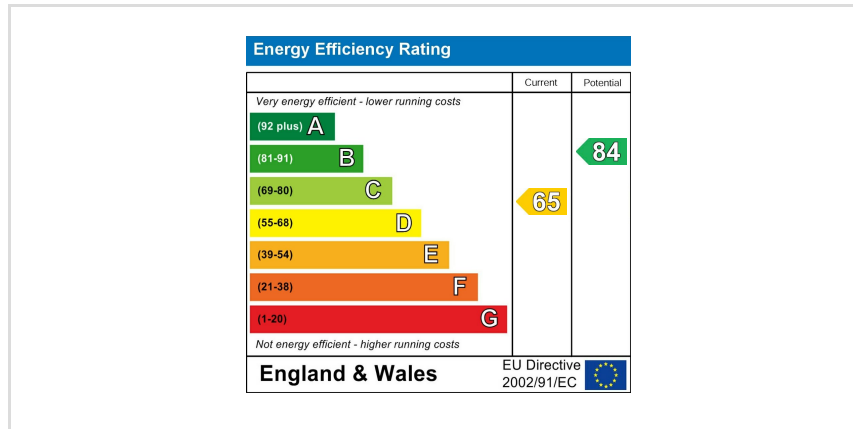 Energy Efficiency Rating
Current Potential
Very energy efficient - lower running costs
(92 plus) A
(81-91) B
84
(69-80) C
65
(55-68) D
(39-54) E
(21-38) F
(1-20) G
Not energy efficient - higher running costs
England & Wales
EU Directive
2002/91/EC